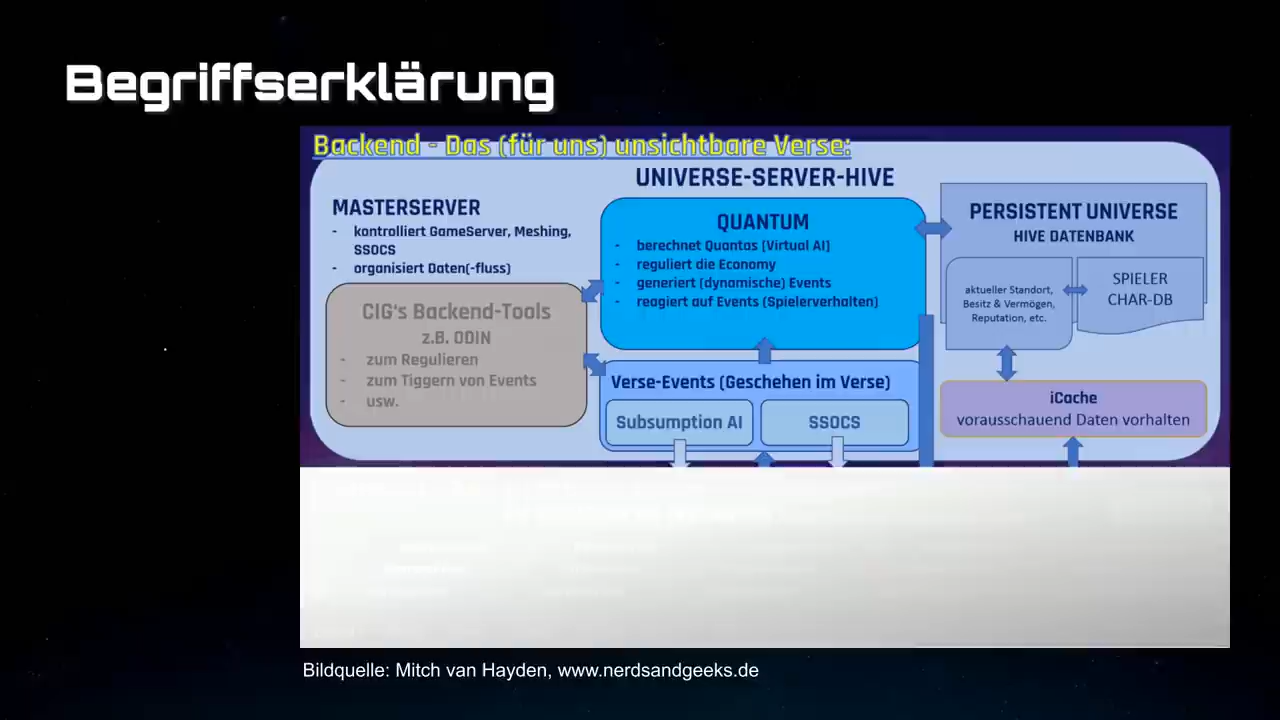 Begriffserklärung
Backend - Das (für uns) unsichtbare Verse:
UNIVERSE-SERVER-HIVE
MASTERSERVER
- kontrolliert GameServer, Meshing,
SSOCS
- organisiert Daten(-fluss)
CIG's Backend-Tools
z.B. ODIN
- zum Regulieren
- zum Tiggern von Events
- usw.
QUANTUM
- berechnet Quantas (Virtual AI)
- reguliert die Economy
- generiert (dynamische) Events
- reagiert auf Events (Spielerverhalten)
Verse-Events (Geschehen im Verse)
Subsumption AI
SSOCS
PERSISTENT UNIVERSE
HIVE DATENBANK
aktueller Standort,
Besitz & Vermögen,
Reputation, etc.
SPIELER
CHAR-DB
iCache
vorausschauend Daten vorhalten
Bildquelle: Mitch van Hayden, www.nerdsandgeeks.de